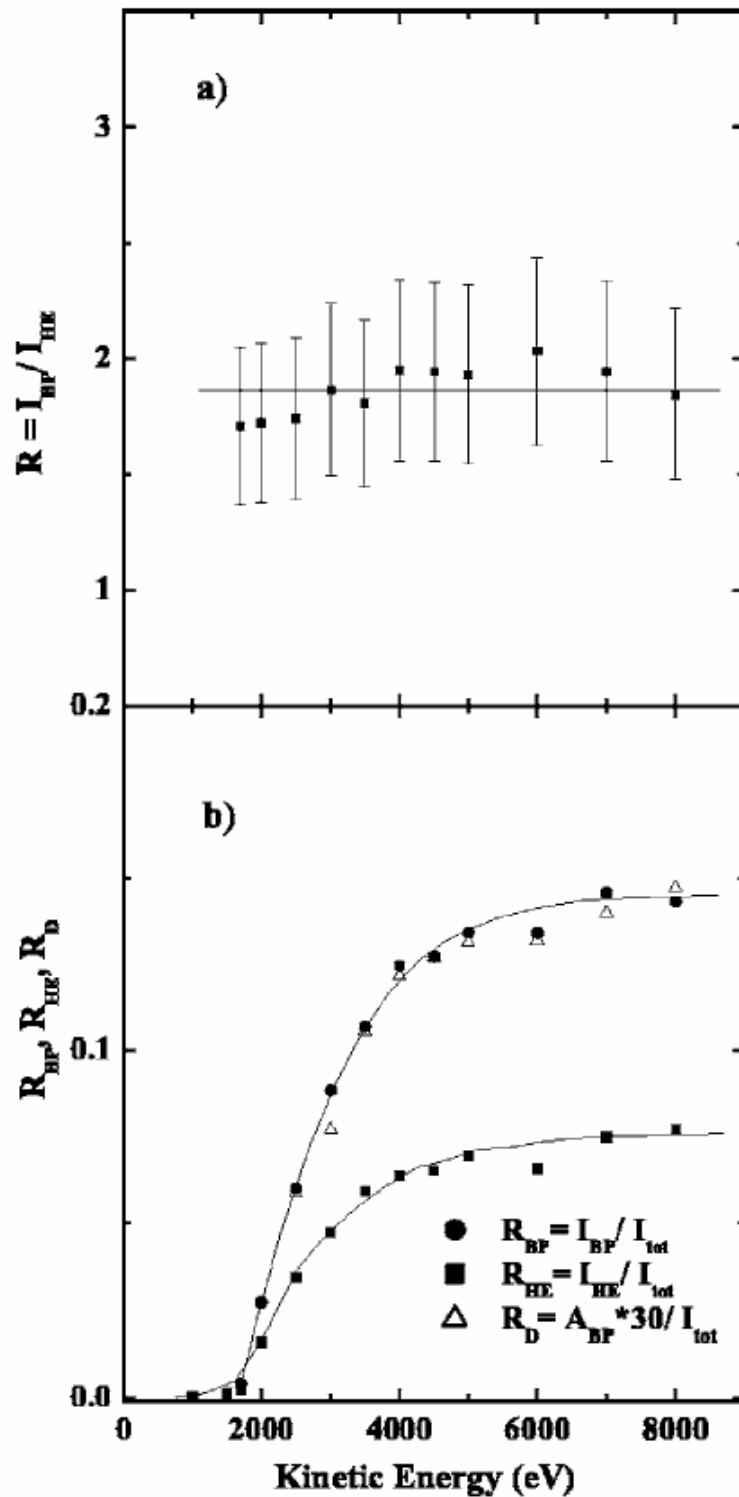 a)
3
2
1
R = I_BP / I_HE
0.2
b)
0.1
0.0
R_BP, R_HE, R_D
R_BP = I_BP / I_tot
R_HE = I_HE / I_tot
R_D = A_BP*30/ I_tot
0 2000 4000 6000 8000
Kinetic Energy (eV)